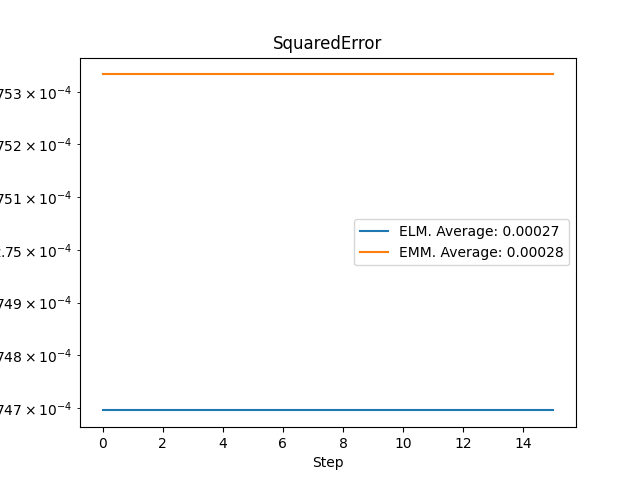 SquaredError
753 × 10⁻⁴
752 × 10⁻⁴
751 × 10⁻⁴
.75 × 10⁻⁴
749 × 10⁻⁴
748 × 10⁻⁴
747 × 10⁻⁴
ELM. Average: 0.00027
EMM. Average: 0.00028
0 2 4 6 8 10 12 14
Step